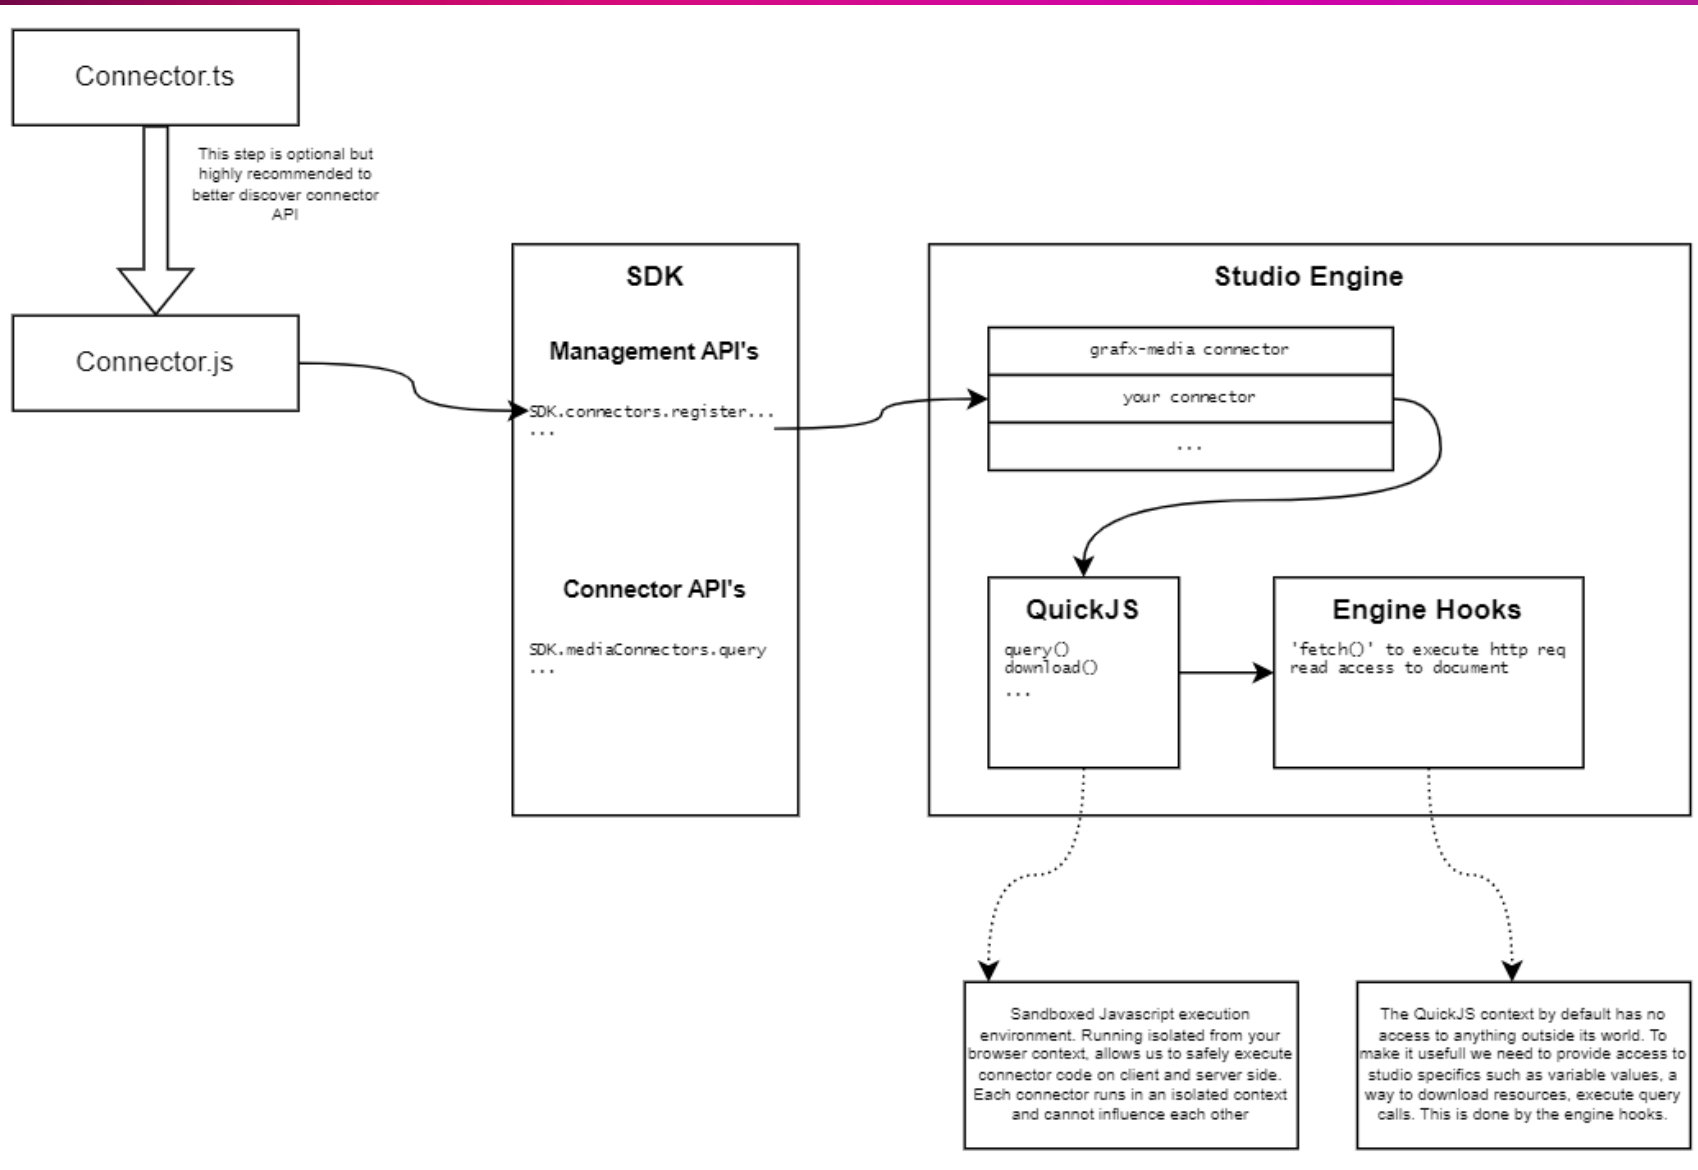 Connector.ts
This step is optional but
highly recommended to
better discover connector
API
Connector.js
SDK
Management API's
SDK.connectors.register...
...
Connector API's
SDK.mediaConnectors.query
...
Studio Engine
grafx-media connector
your connector
...
QuickJS
query()
download()
...
Engine Hooks
'fetch()' to execute http req
read access to document
Sandboxed Javascript execution
environment. Running isolated from your
browser context, allows us to safely execute
connector code on client and server side.
Each connector runs in an isolated context
and cannot influence each other
The QuickJS context by default has no
access to anything outside its world. To
make it usefull we need to provide access to
studio specifics such as variable values, a
way to download resources, execute query
calls. This is done by the engine hooks.